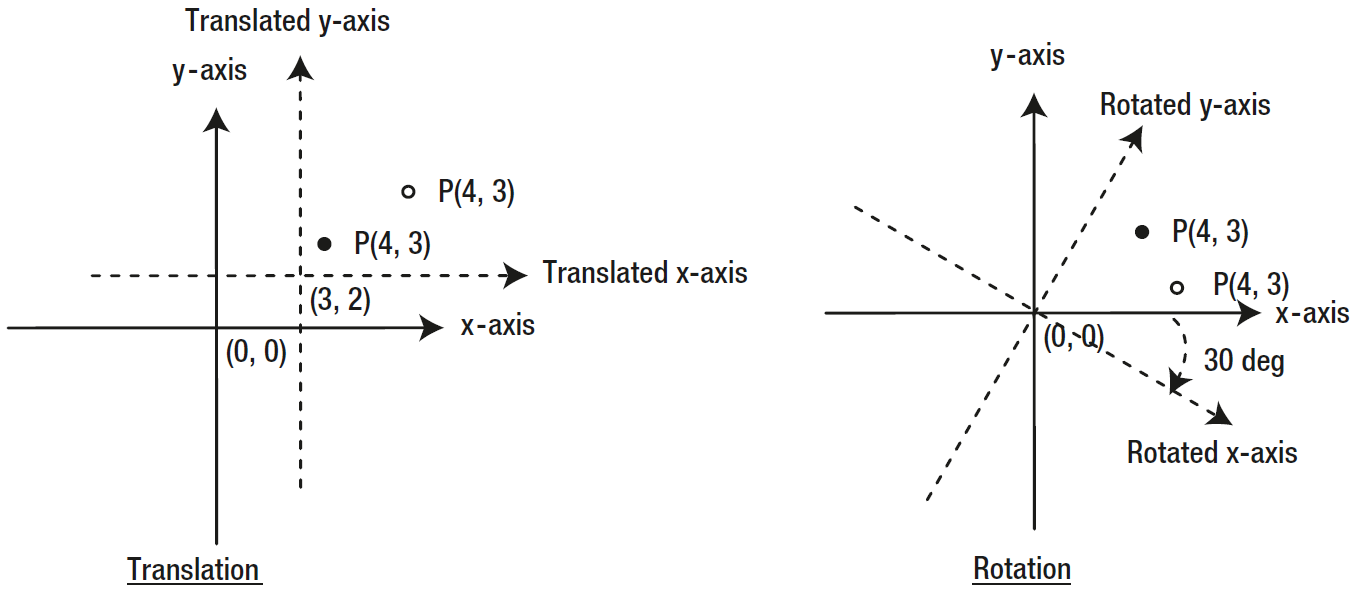 Translated y-axis
y-axis
P(4, 3)
P(4, 3)
Translated x-axis
(3, 2)
x-axis
(0, 0)
Translation
y-axis
Rotated y-axis
P(4, 3)
P(4, 3)
x-axis
(0, 0)
30 deg
Rotated x-axis
Rotation